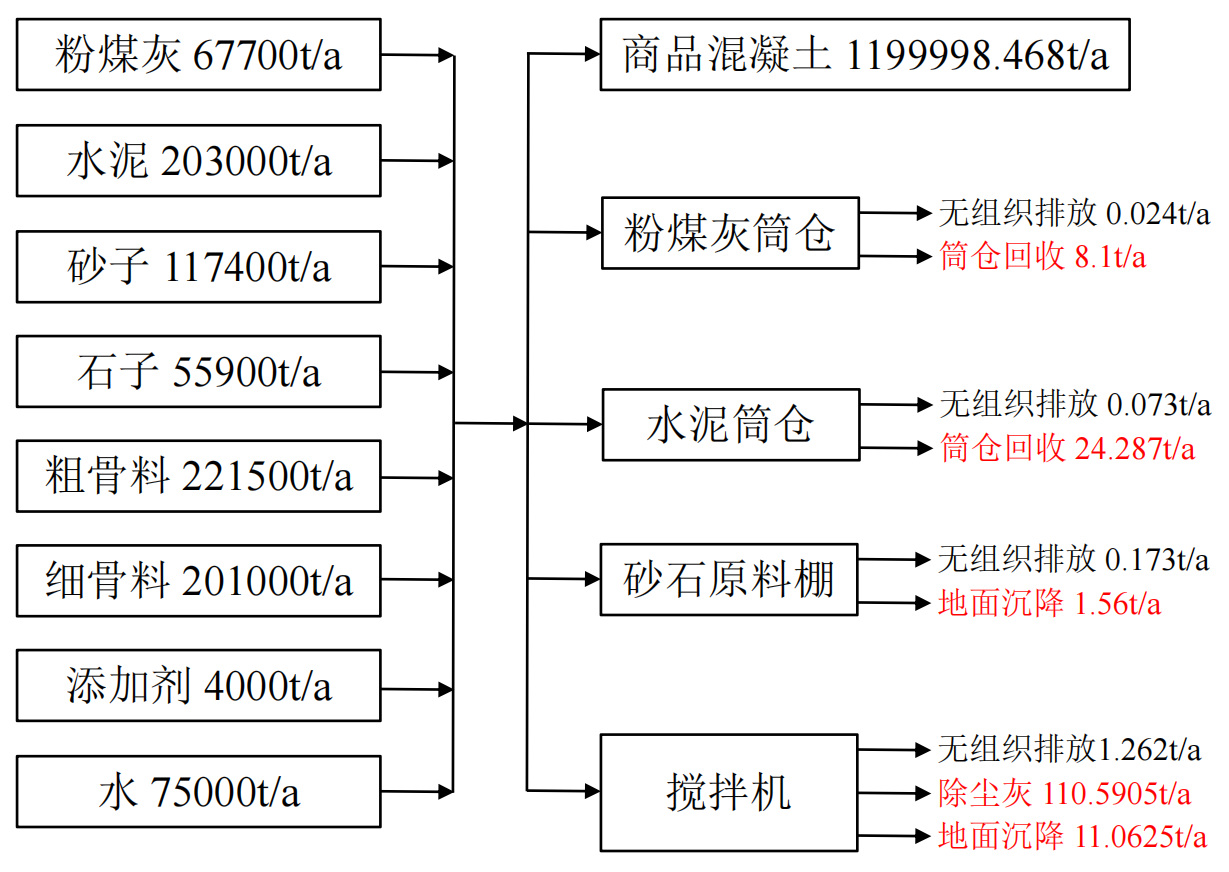 粉煤灰 67700t/a
水泥 203000t/a
砂子 117400t/a
石子 55900t/a
粗骨料 221500t/a
细骨料 201000t/a
添加剂 4000t/a
水 75000t/a
商品混凝土 1199998.468t/a
粉煤灰筒仓
无组织排放 0.024t/a
筒仓回收 8.1t/a
水泥筒仓
无组织排放 0.073t/a
筒仓回收 24.287t/a
砂石原料棚
无组织排放 0.173t/a
地面沉降 1.56t/a
搅拌机
无组织排放1.262t/a
除尘灰 110.5905t/a
地面沉降 11.0625t/a